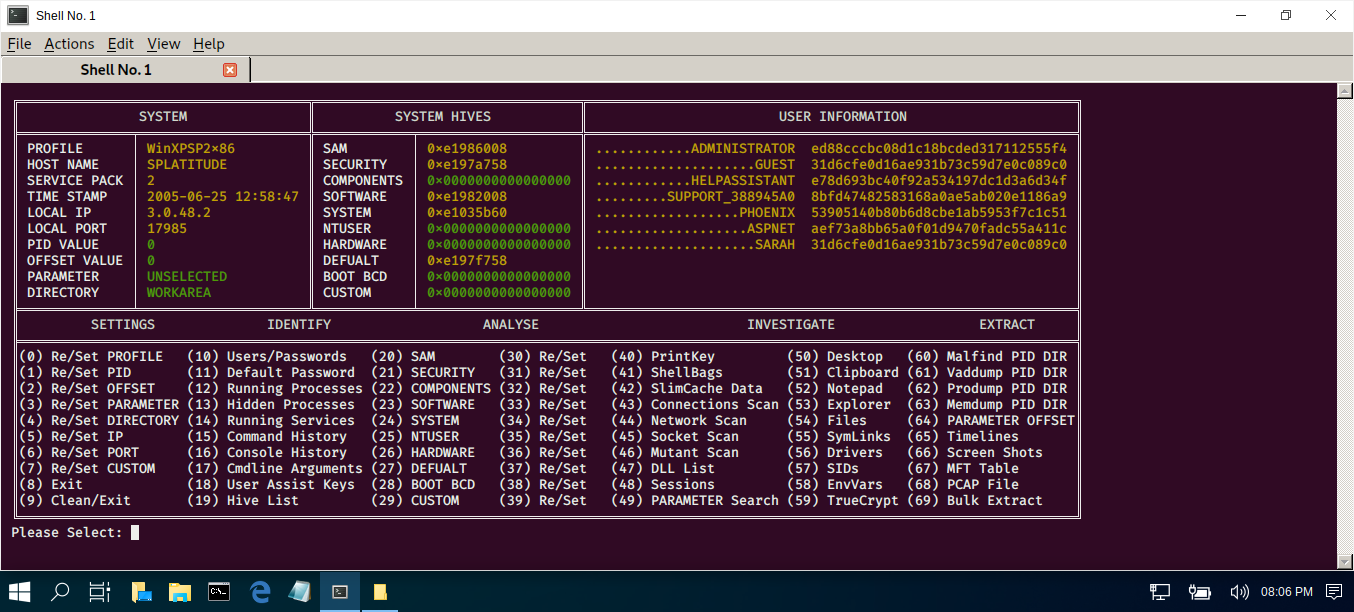 Shell No. 1
File Actions Edit View Help
Shell No. 1
SYSTEM SYSTEM HIVES USER INFORMATION
PROFILE WinXPSP2×86 SAM 0×e1986008 ............ADMINISTRATOR ed88cccbc08d1c18bcded317112555f4
HOST NAME SPLATITUDE SECURITY 0×e197a758 ....................GUEST 31d6cfe0d16ae931b73c59d7e0c089c0
SERVICE PACK 2 COMPONENTS 0×0000000000000000 ............HELPASSISTANT e78d693bc40f92a534197dc1d3a6d34f
TIME STAMP 2005-06-25 12:58:47 SOFTWARE 0×e1982008 .........SUPPORT_388945A0 8bfd47482583168a0ae5ab020e1186a9
LOCAL IP 3.0.48.2 SYSTEM 0×e1035b60 ..................PHOENIX 53905140b80b6d8cbe1ab5953f7c1c51
LOCAL PORT 17985 NTUSER 0×0000000000000000 ...................ASPNET aef73a8bb65a0f01d9470fadc55a411c
PID VALUE 0 HARDWARE 0×0000000000000000 ....................SARAH 31d6cfe0d16ae931b73c59d7e0c089c0
OFFSET VALUE 0 DEFUALT 0×e197f758
PARAMETER UNSELECTED BOOT BCD 0×0000000000000000
DIRECTORY WORKAREA CUSTOM 0×0000000000000000
SETTINGS IDENTIFY ANALYSE INVESTIGATE EXTRACT
(0) Re/Set PROFILE (10) Users/Passwords (20) SAM (30) Re/Set (40) PrintKey (50) Desktop (60) Malfind PID DIR
(1) Re/Set PID (11) Default Password (21) SECURITY (31) Re/Set (41) ShellBags (51) Clipboard (61) Vaddump PID DIR
(2) Re/Set OFFSET (12) Running Processes (22) COMPONENTS (32) Re/Set (42) SlimCache Data (52) Notepad (62) Prodump PID DIR
(3) Re/Set PARAMETER (13) Hidden Processes (23) SOFTWARE (33) Re/Set (43) Connections Scan (53) Explorer (63) Memdump PID DIR
(4) Re/Set DIRECTORY (14) Running Services (24) SYSTEM (34) Re/Set (44) Network Scan (54) Files (64) PARAMETER OFFSET
(5) Re/Set IP (15) Command History (25) NTUSER (35) Re/Set (45) Socket Scan (55) SymLinks (65) Timelines
(6) Re/Set PORT (16) Console History (26) HARDWARE (36) Re/Set (46) Mutant Scan (56) Drivers (66) Screen Shots
(7) Re/Set CUSTOM (17) Cmdline Arguments (27) DEFUALT (37) Re/Set (47) DLL List (57) SIDs (67) MFT Table
(8) Exit (18) User Assist Keys (28) BOOT BCD (38) Re/Set (48) Sessions (58) EnvVars (68) PCAP File
(9) Clean/Exit (19) Hive List (29) CUSTOM (39) Re/Set (49) PARAMETER Search (59) TrueCrypt (69) Bulk Extract
Please Select:
08:06 PM